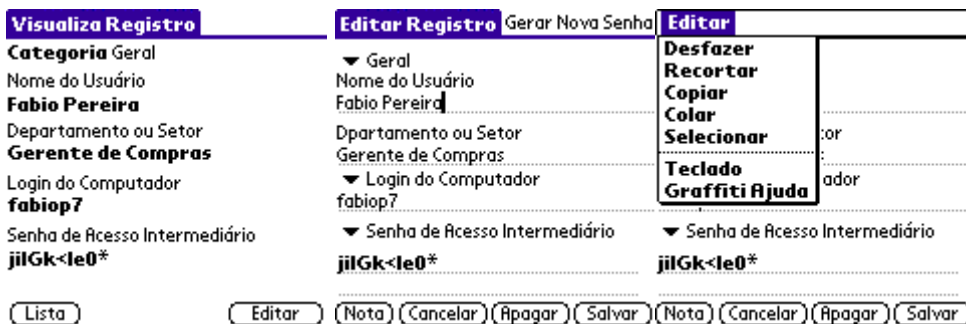 Visualiza Registro
Categoria Geral
Nome do Usuário
Fabio Pereira
Departamento ou Setor
Gerente de Compras
Login do Computador
fabiop7
Senha de Acesso Intermediário
jilGk<le0*
Lista Editar
Editar Registro Gerar Nova Senha
Geral
Nome do Usuário
Fabio Pereira
Dpartamento ou Setor
Gerente de Compras
Login do Computador
fabiop7
Senha de Acesso Intermediário
jilGk<le0*
Nota Cancelar Apagar Salvar
Editar
Desfazer
Recortar
Copiar
Colar
Selecionar
Teclado
Graffiti Ajuda
Senha de Acesso Intermediário
jilGk<le0*
Nota Cancelar Apagar Salvar